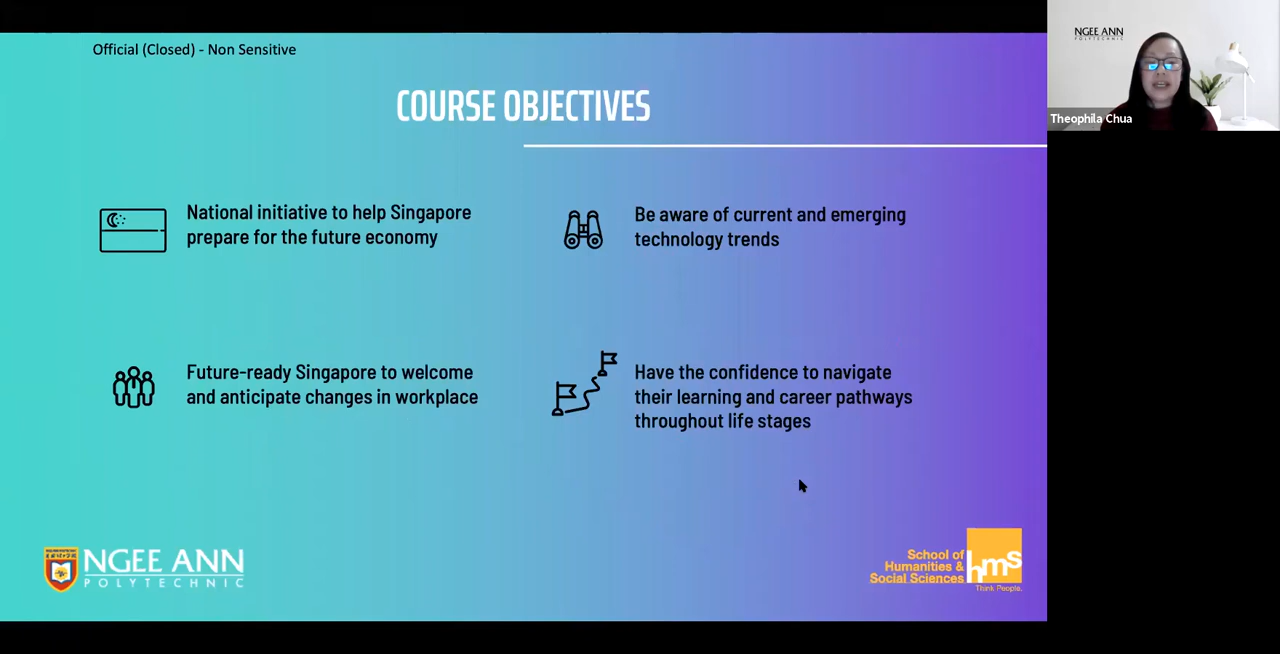 Official (Closed) - Non Sensitive
COURSE OBJECTIVES
National initiative to help Singapore
prepare for the future economy
Be aware of current and emerging
technology trends
Future-ready Singapore to welcome
and anticipate changes in workplace
Have the confidence to navigate
their learning and career pathways
throughout life stages
NGEE ANN
POLYTECHNIC
School of
Humanities &
Social Sciences
hms
Think People.
NGEE ANN
POLYTECHNIC
Theophila Chua